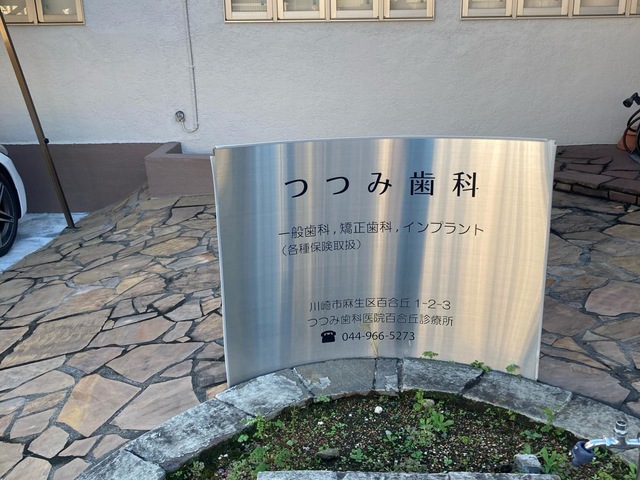 つつみ歯科
一般歯科,矯正歯科,インプラント
(各種保険取扱)
川崎市麻生区百合丘 1-2-3
つつみ歯科医院百合丘診療所
☎ 044-966-5273